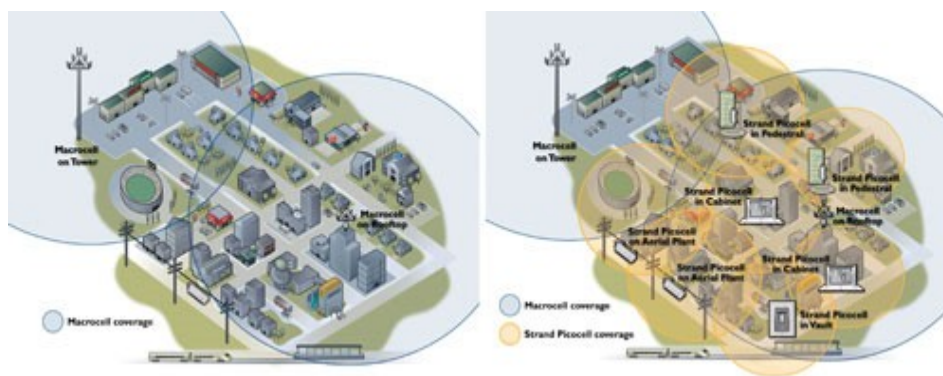 Macrocell
on Tower
Macrocell
on Rooftop
Macrocell coverage
Macrocell
on Tower
Strand Picocell
in Pedestral
Strand Picocell
in Pedestral
Strand Picocell
in Cabinet
Macrocell
on Rooftop
Strand Picocell
on Aerial Plant
Strand Picocell
on Aerial Plant
Strand Picocell
in Cabinet
Macrocell coverage
Strand Picocell coverage
Strand Picocell
in Vault